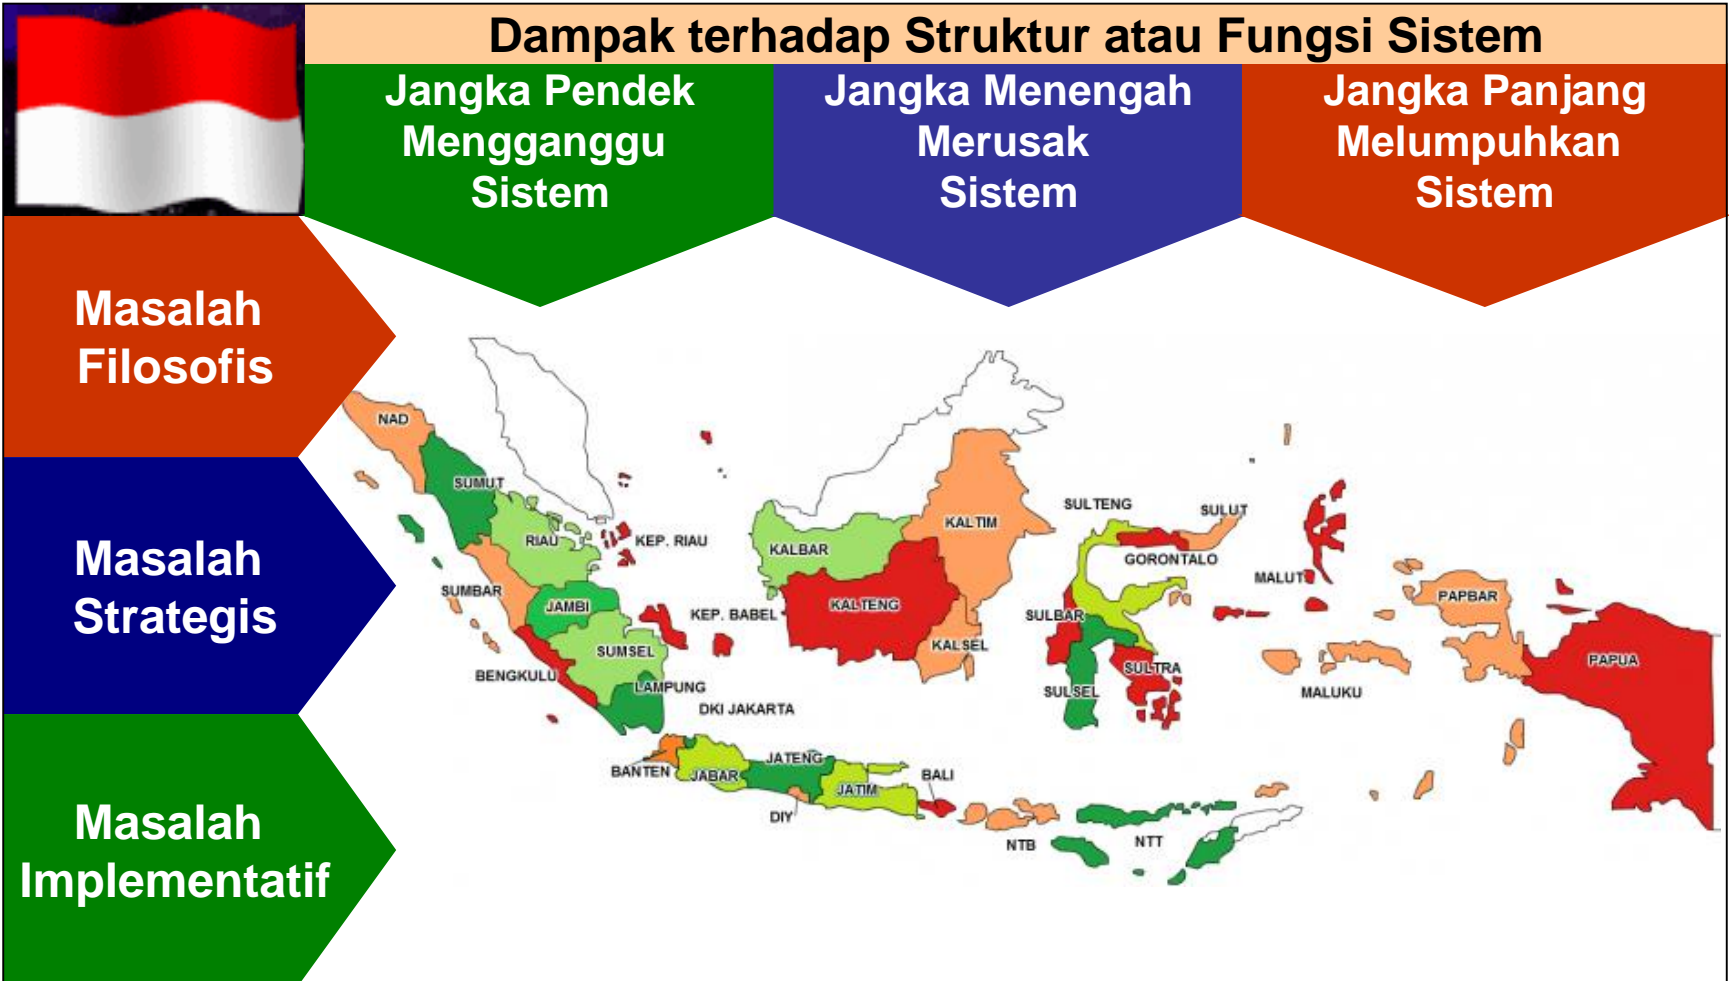 Dampak terhadap Struktur atau Fungsi Sistem
Jangka Pendek
Mengganggu
Sistem
Jangka Menengah
Merusak
Sistem
Jangka Panjang
Melumpuhkan
Sistem
Masalah
Filosofis
Masalah
Strategis
Masalah
Implementatif
NAD
SUMUT
RIAU
KEP. RIAU
SUMBAR
JAMBI
KEP. BABEL
SUMSEL
BENGKULU
LAMPUNG
DKI JAKARTA
BANTEN
JABAR
JATENG
DIY
JATIM
BALI
NTB
NTT
KALBAR
KALTENG
KALTIM
KALSEL
SULTENG
SULUT
GORONTALO
SULBAR
SULSEL
SULTRA
MALUT
MALUKU
PAPBAR
PAPUA